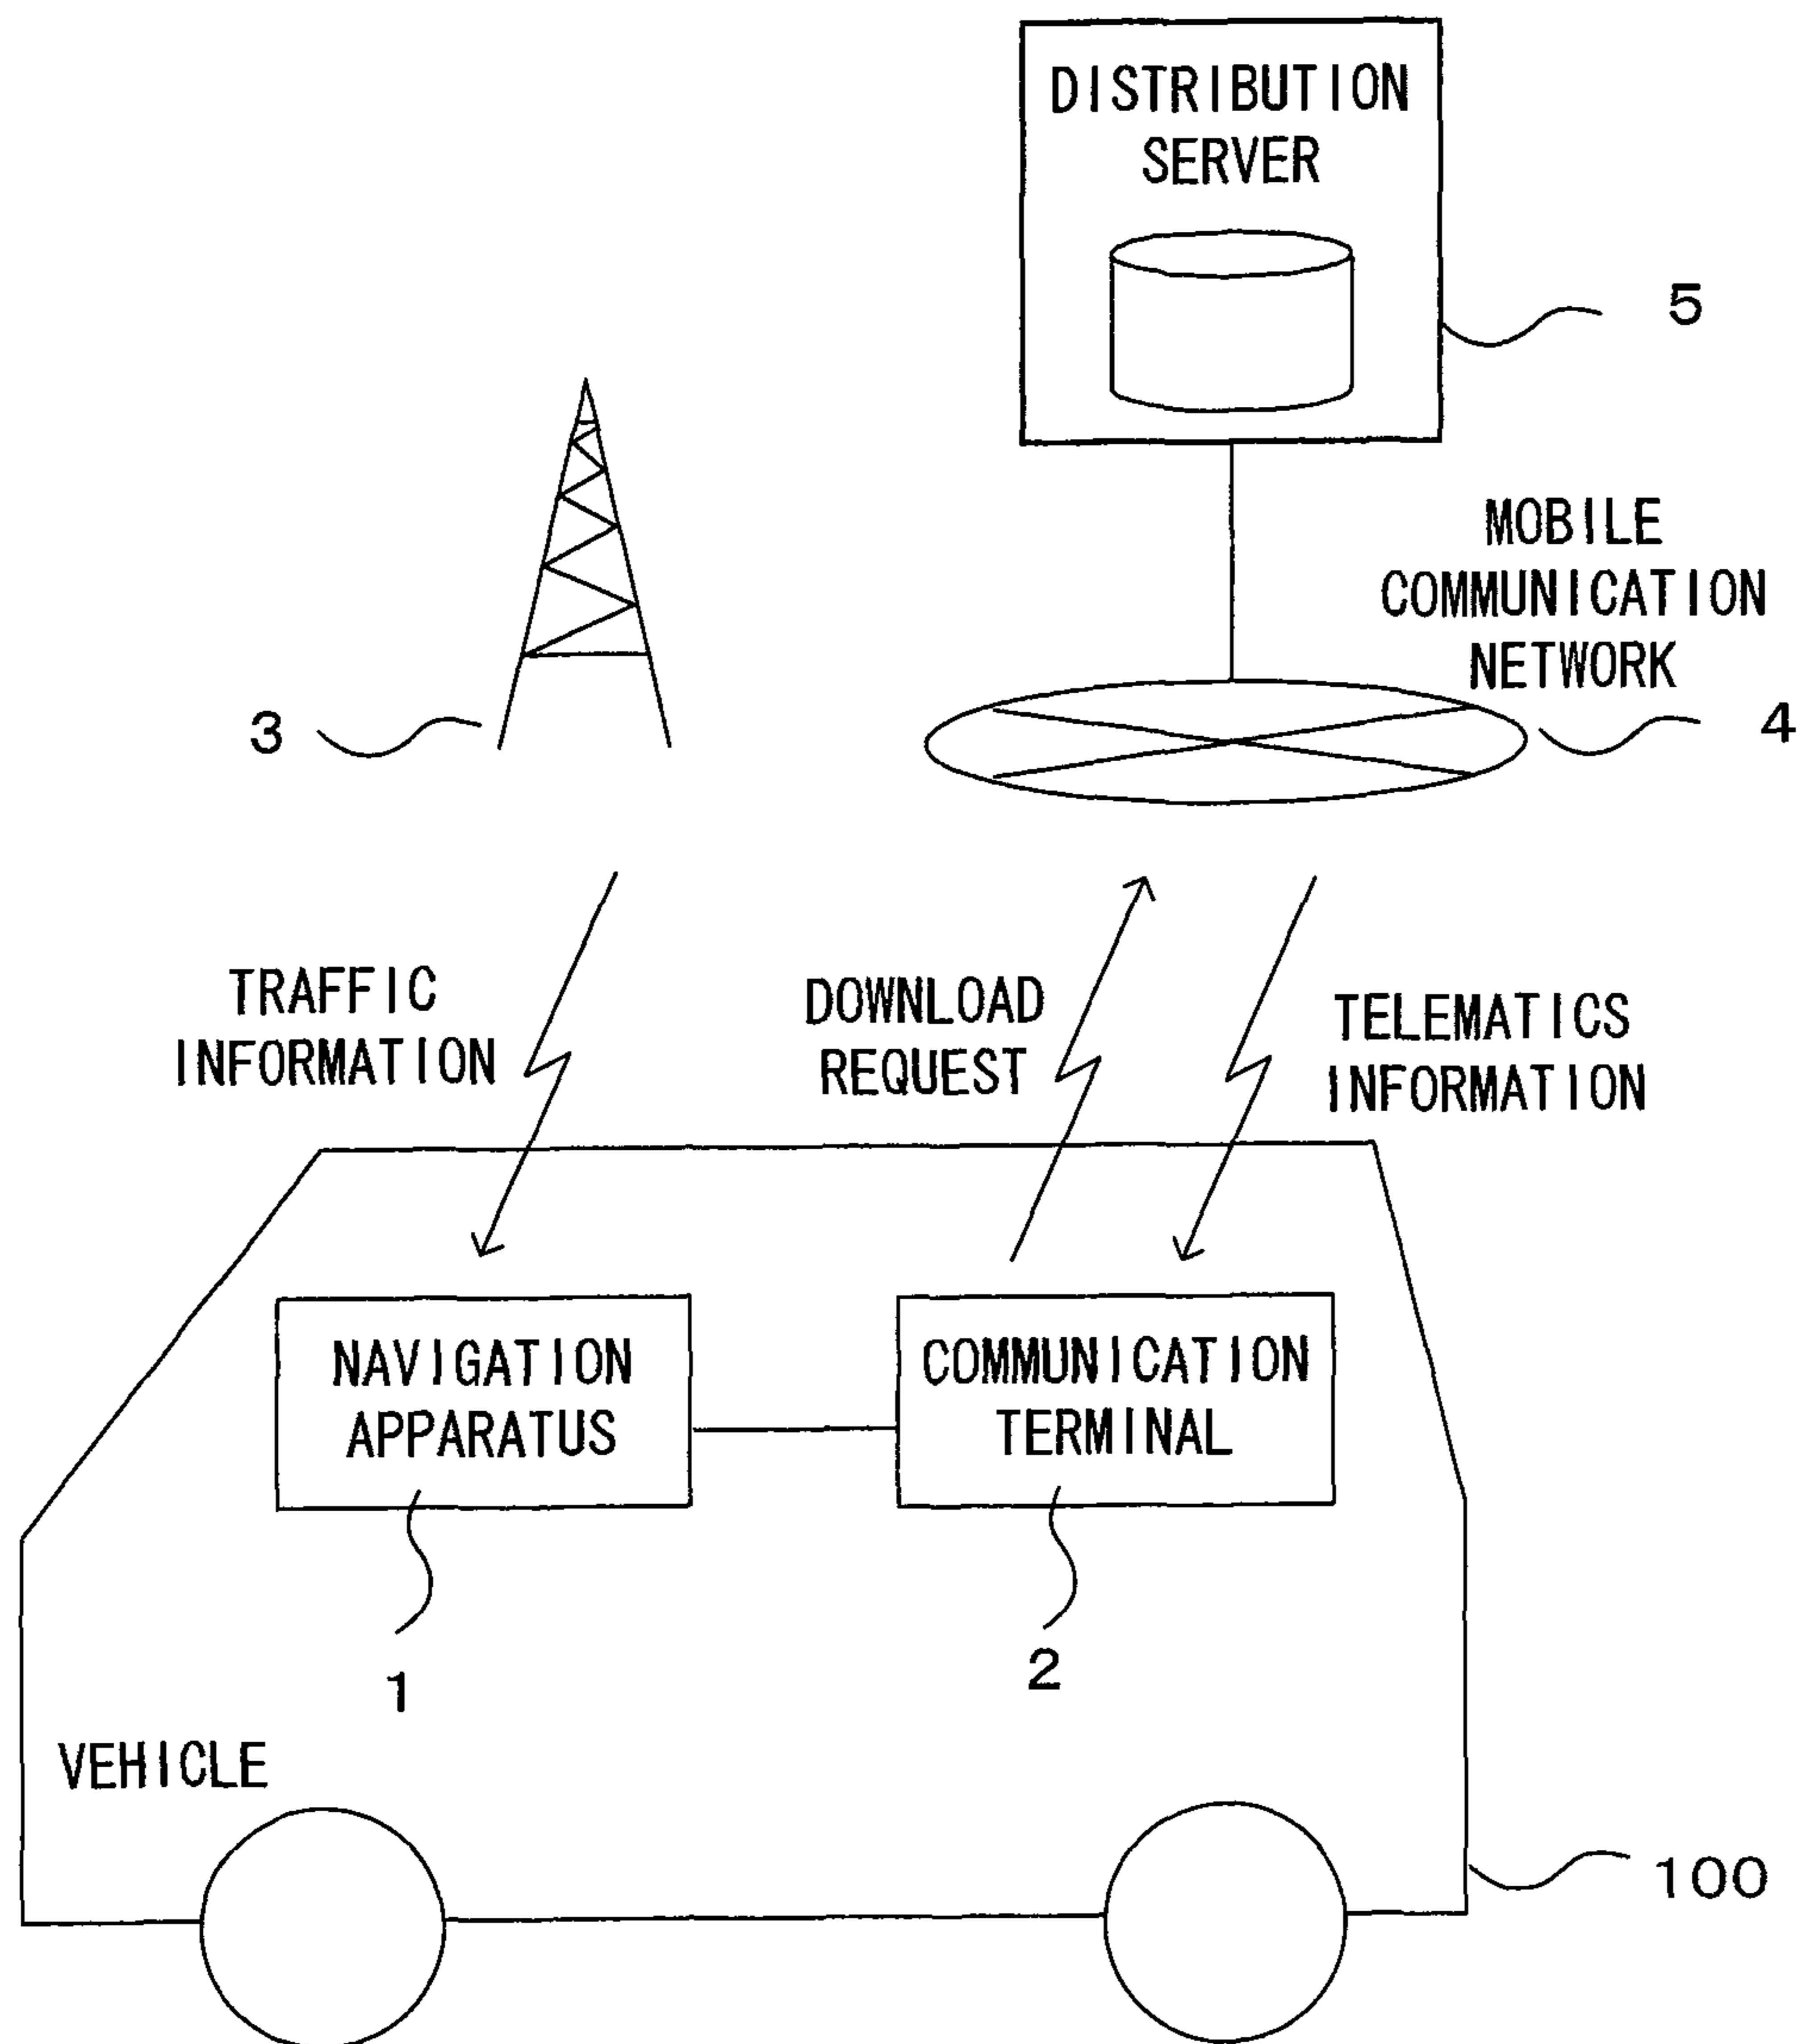 DISTRIBUTION
SERVER
5
MOBILE
COMMUNICATION
NETWORK
3
4
TRAFFIC
INFORMATION
DOWNLOAD
REQUEST
TELEMATICS
INFORMATION
NAVIGATION
APPARATUS
COMMUNICATION
TERMINAL
1
2
VEHICLE
100